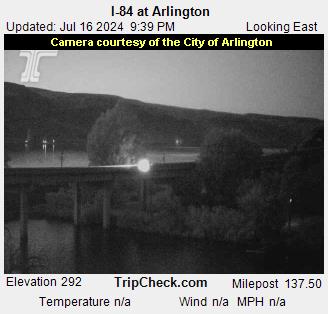 I-84 at Arlington
Updated: Jul 16 2024 9:39 PM Looking East
Camera courtesy of the City of Arlington
Elevation 292 TripCheck.com Milepost 137.50
Temperature n/a Wind n/a MPH n/a